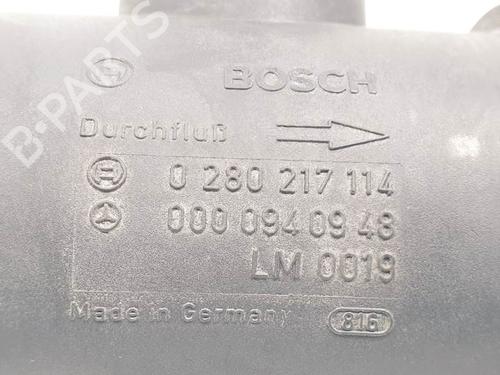 BOSCH
Durchfluß
0 280 217 114
000 094 09 48
LM 0019
Made in Germany 816
B-PARTS